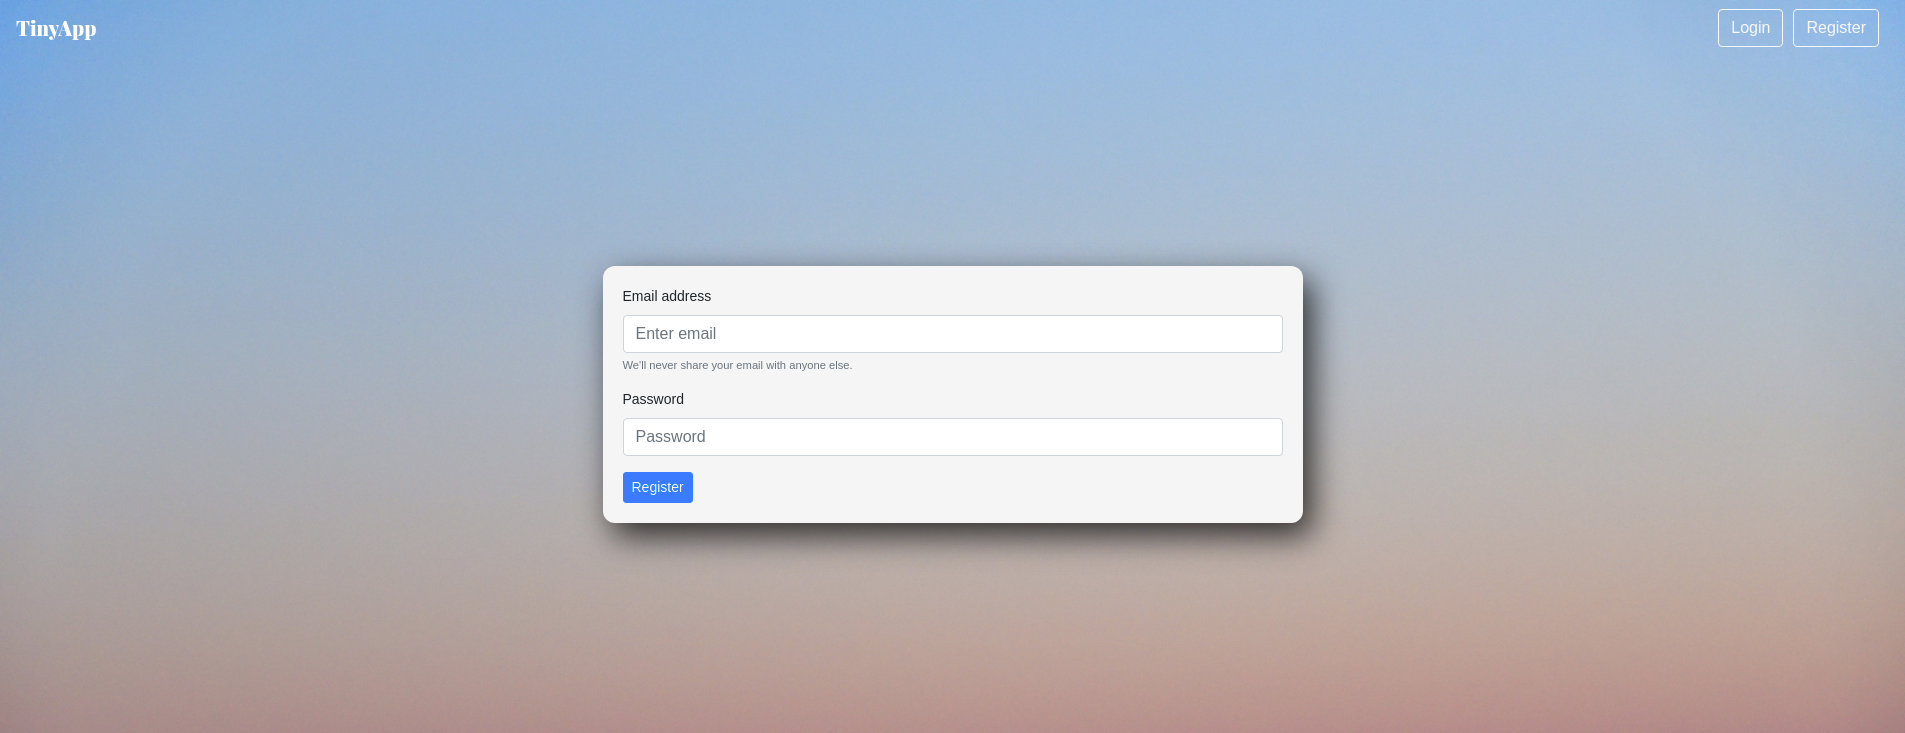 TinyApp
Login
Register
Email address
Enter email
We'll never share your email with anyone else.
Password
Password
Register